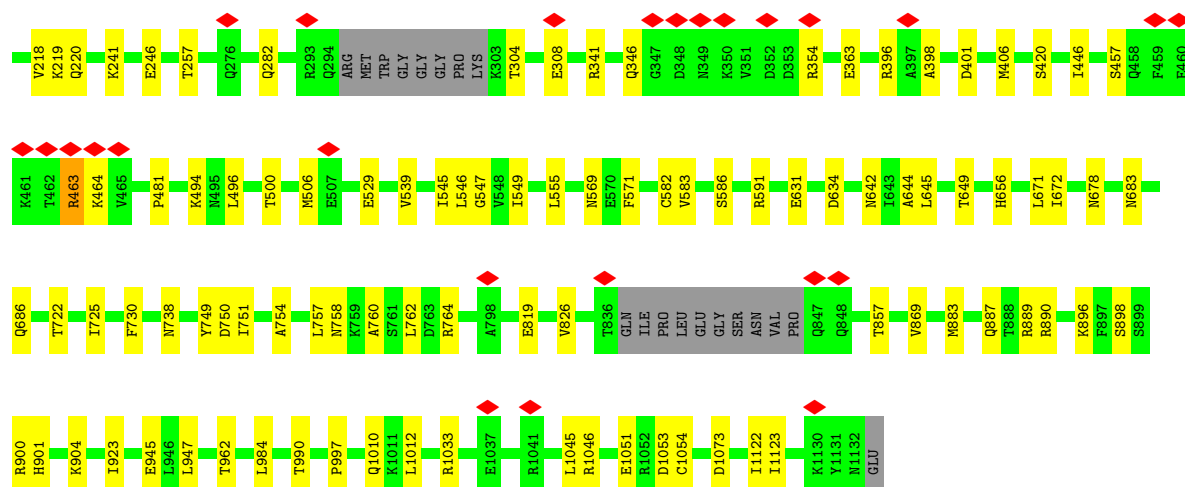 V218 K219 Q220 K241 E246 T257 Q276 Q282 R293 Q294 ARG MET TRP GLY GLY GLY PRO LYS K303 T304 E308 R341 Q346 G347 D348 N349 K350 V351 D352 D353 R354 E363 R396 A397 A398 D401 M406 S420 I446 S457 Q458 F459 E460
K461 T462 R463 K464 V465 P481 K494 N495 L496 T500 M506 E507 E529 V539 I545 L546 G547 V548 I549 L555 N569 E570 F571 C582 V583 S586 R591 E631 D634 N642 I643 A644 L645 T649 H656 L671 I672 N678 N683
Q686 T722 I725 F730 N738 Y749 D750 I751 A754 L757 N758 K759 A760 S761 L762 D763 R764 A798 E819 V826 T836 GLN ILE PRO LEU GLU GLY SER ASN VAL PRO Q847 Q848 T857 V869 M883 Q887 T888 R889 R890 K896 F897 S898 S899
R900 H901 K904 I923 E945 L946 L947 T962 L984 T990 P997 Q1010 K1011 L1012 R1033 E1037 R1041 L1045 R1046 E1051 R1052 D1053 C1054 D1073 I1122 I1123 K1130 Y1131 N1132 GLU